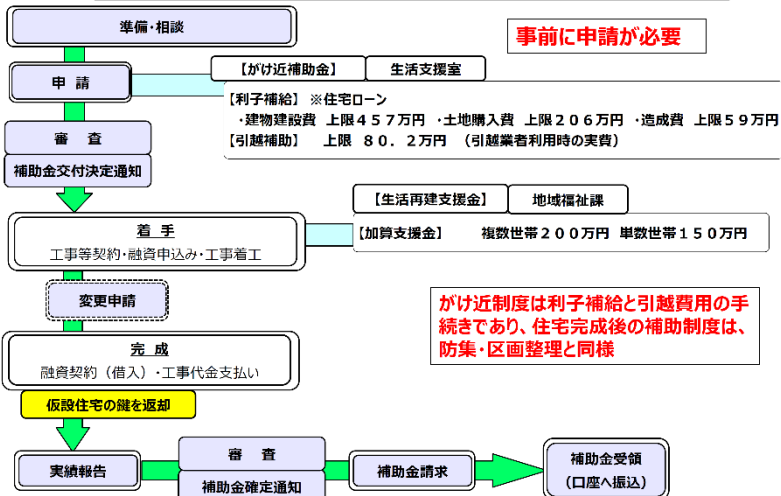 準備・相談
事前に申請が必要
【がけ近補助金】 生活支援室
申 請
【利子補給】 ※住宅ローン
・建物建設費 上限４５７万円 ・土地購入費 上限２０６万円 ・造成費 上限５９万円
【引越補助】 上限 ８０．２万円 （引越業者利用時の実費）
審 査
補助金交付決定通知
【生活再建支援金】 地域福祉課
着 手
工事等契約・融資申込み・工事着工
【加算支援金】 複数世帯２００万円 単数世帯１５０万円
変更申請
がけ近制度は利子補給と引越費用の手
続きであり、住宅完成後の補助制度は、
防集・区画整理と同様
完 成
融資契約（借入）・工事代金支払い
仮設住宅の鍵を返却
実績報告
審 査
補助金確定通知
補助金請求
補助金受領
（口座へ振込）